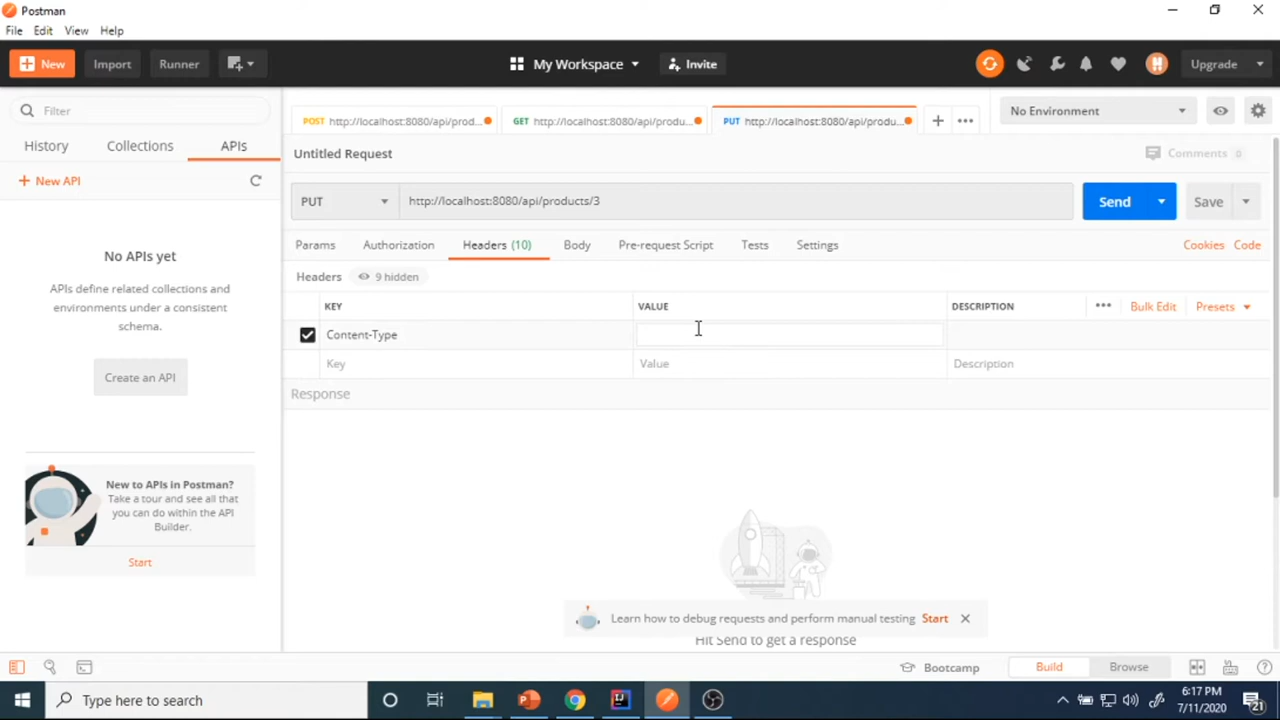 Postman
File Edit View Help
New Import Runner My Workspace Invite Upgrade
Filter
History Collections APIs
+ New API
No APIs yet
APIs define related collections and
environments under a consistent
schema.
Create an API
New to APIs in Postman?
Take a tour and see all that
you can do within the API
Builder.
Start
POST http://localhost:8080/api/prod... GET http://localhost:8080/api/produ... PUT http://localhost:8080/api/produ... + ... No Environment
Untitled Request Comments 0
PUT http://localhost:8080/api/products/3 Send Save
Params Authorization Headers (10) Body Pre-request Script Tests Settings Cookies Code
Headers 9 hidden
KEY VALUE DESCRIPTION ... Bulk Edit Presets
Content-Type
Key Value Description
Response
Learn how to debug requests and perform manual testing Start
Hit Send to get a response
Bootcamp Build Browse
Type here to search
6:17 PM
7/11/2020
21